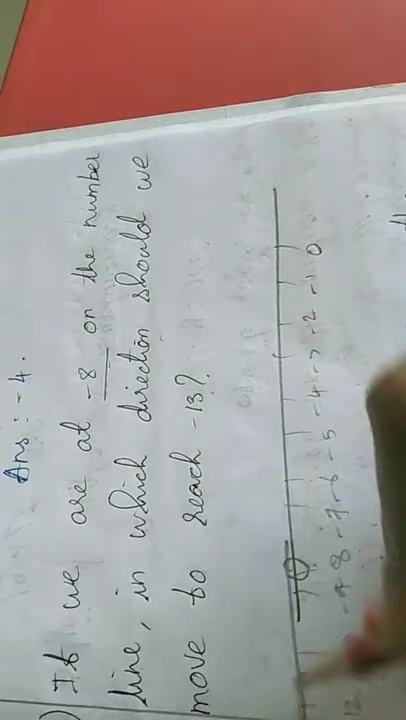 Ans: -4.
) If we are at -8 on the number
line, in which direction should we
move to reach -13?
-9 -8 -7 -6 -5 -4 -3 -2 -1 0